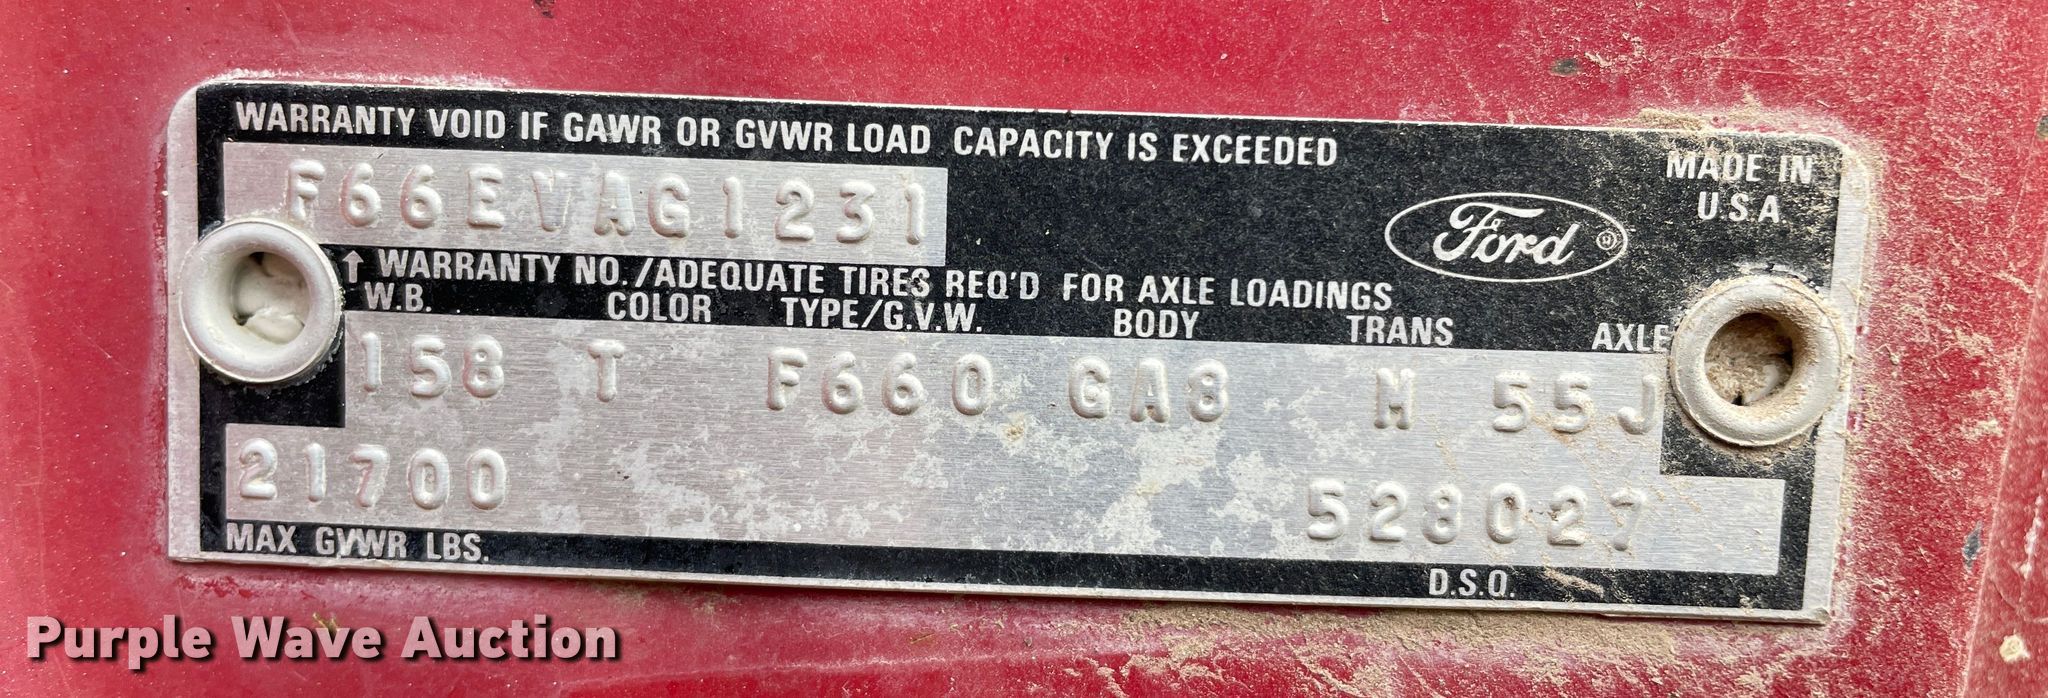 WARRANTY VOID IF GAWR OR GVWR LOAD CAPACITY IS EXCEEDED
MADE IN
U.S.A.
F66EVAG1231
Ford ®
↑ WARRANTY NO./ADEQUATE TIRES REQ'D FOR AXLE LOADINGS
W.B. COLOR TYPE/G.V.W. BODY TRANS AXLE
158 T F660 GA8 M 55J
21700 528027
MAX GVWR LBS. D.S.O.
Purple Wave Auction